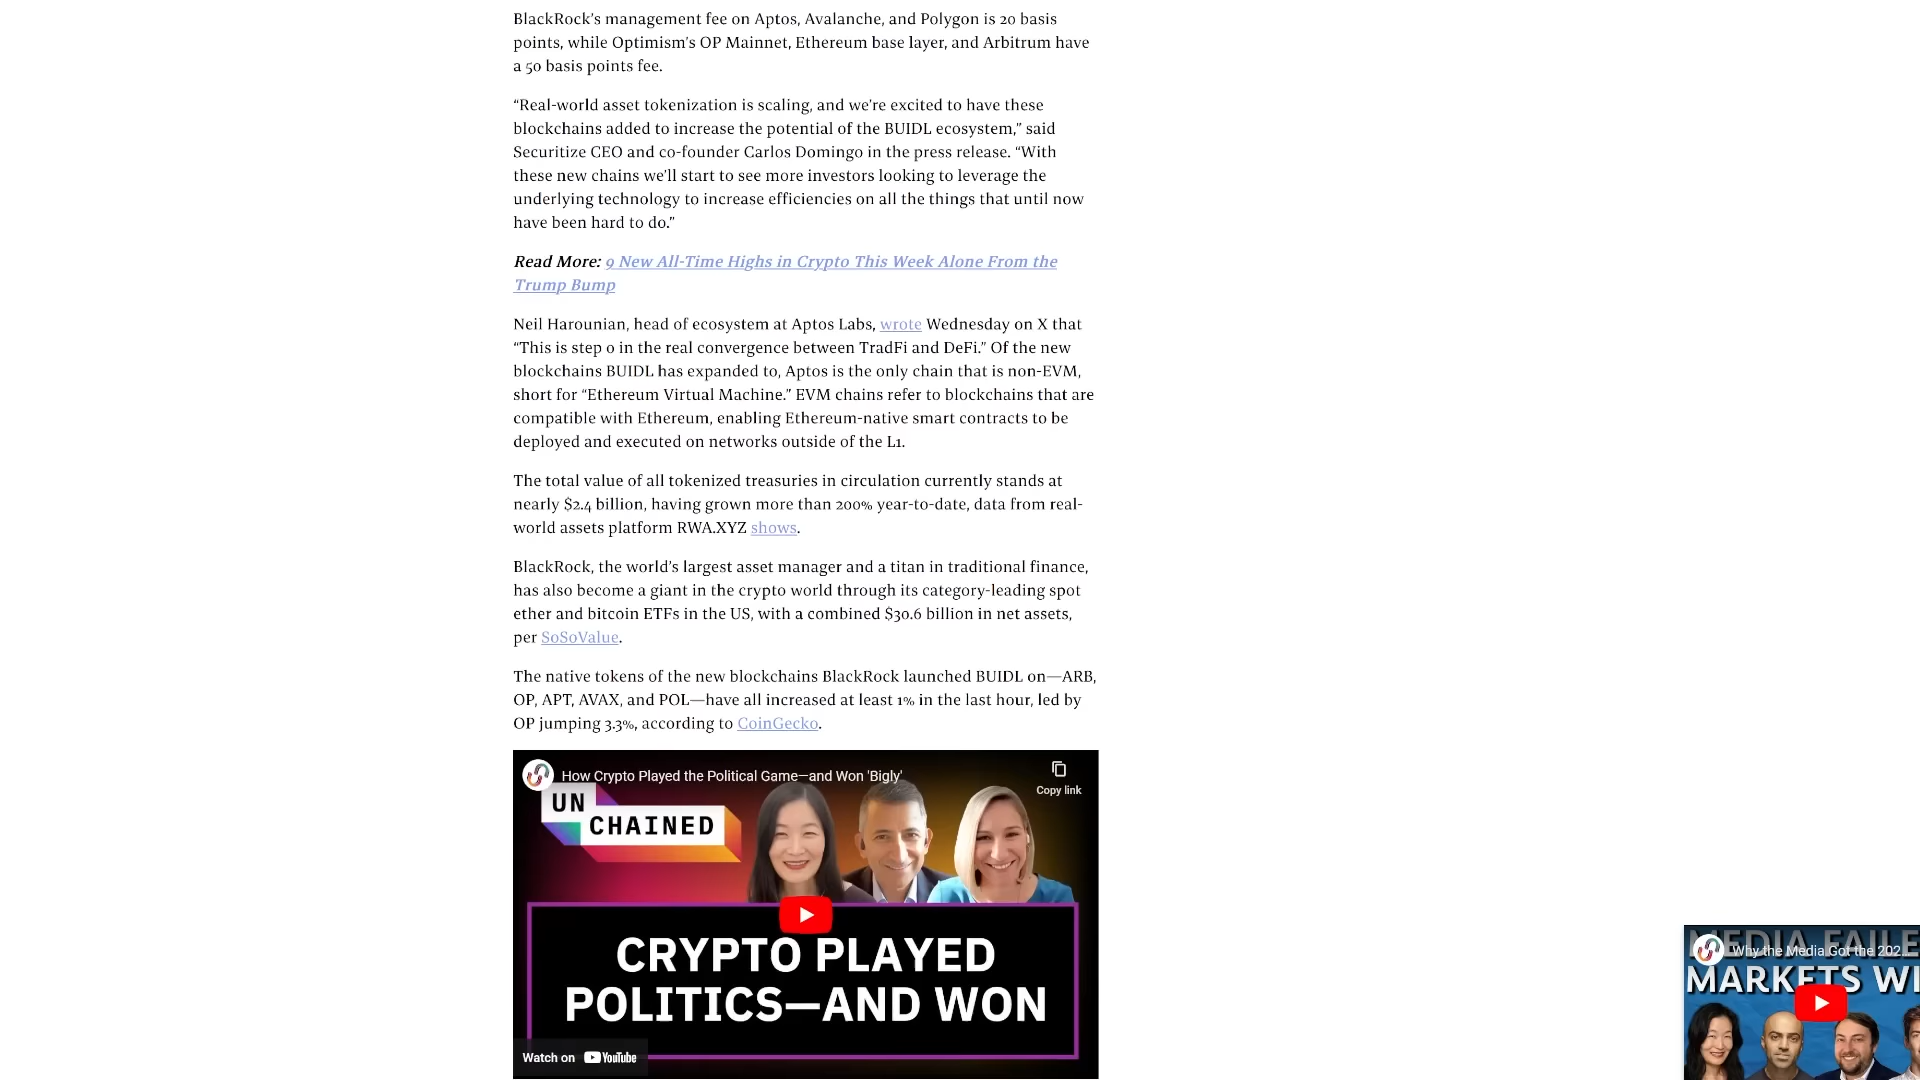 BlackRock’s management fee on Aptos, Avalanche, and Polygon is 20 basis
points, while Optimism’s OP Mainnet, Ethereum base layer, and Arbitrum have
a 50 basis points fee.
“Real-world asset tokenization is scaling, and we’re excited to have these
blockchains added to increase the potential of the BUIDL ecosystem,” said
Securitize CEO and co-founder Carlos Domingo in the press release. “With
these new chains we’ll start to see more investors looking to leverage the
underlying technology to increase efficiencies on all the things that until now
have been hard to do.”
Read More: 9 New All-Time Highs in Crypto This Week Alone From the
Trump Bump
Neil Harounian, head of ecosystem at Aptos Labs, wrote Wednesday on X that
“This is step 0 in the real convergence between TradFi and DeFi.” Of the new
blockchains BUIDL has expanded to, Aptos is the only chain that is non-EVM,
short for “Ethereum Virtual Machine.” EVM chains refer to blockchains that are
compatible with Ethereum, enabling Ethereum-native smart contracts to be
deployed and executed on networks outside of the L1.
The total value of all tokenized treasuries in circulation currently stands at
nearly $2.4 billion, having grown more than 200% year-to-date, data from real-
world assets platform RWA.XYZ shows.
BlackRock, the world’s largest asset manager and a titan in traditional finance,
has also become a giant in the crypto world through its category-leading spot
ether and bitcoin ETFs in the US, with a combined $30.6 billion in net assets,
per SoSoValue.
The native tokens of the new blockchains BlackRock launched BUIDL on—ARB,
OP, APT, AVAX, and POL—have all increased at least 1% in the last hour, led by
OP jumping 3.3%, according to CoinGecko.
How Crypto Played the Political Game—and Won 'Bigly'
Copy link
UN
CHAINED
CRYPTO PLAYED
POLITICS—AND WON
Watch on YouTube
Why the Media Got the 202...
MEDIA FAILE
MARKETS WI